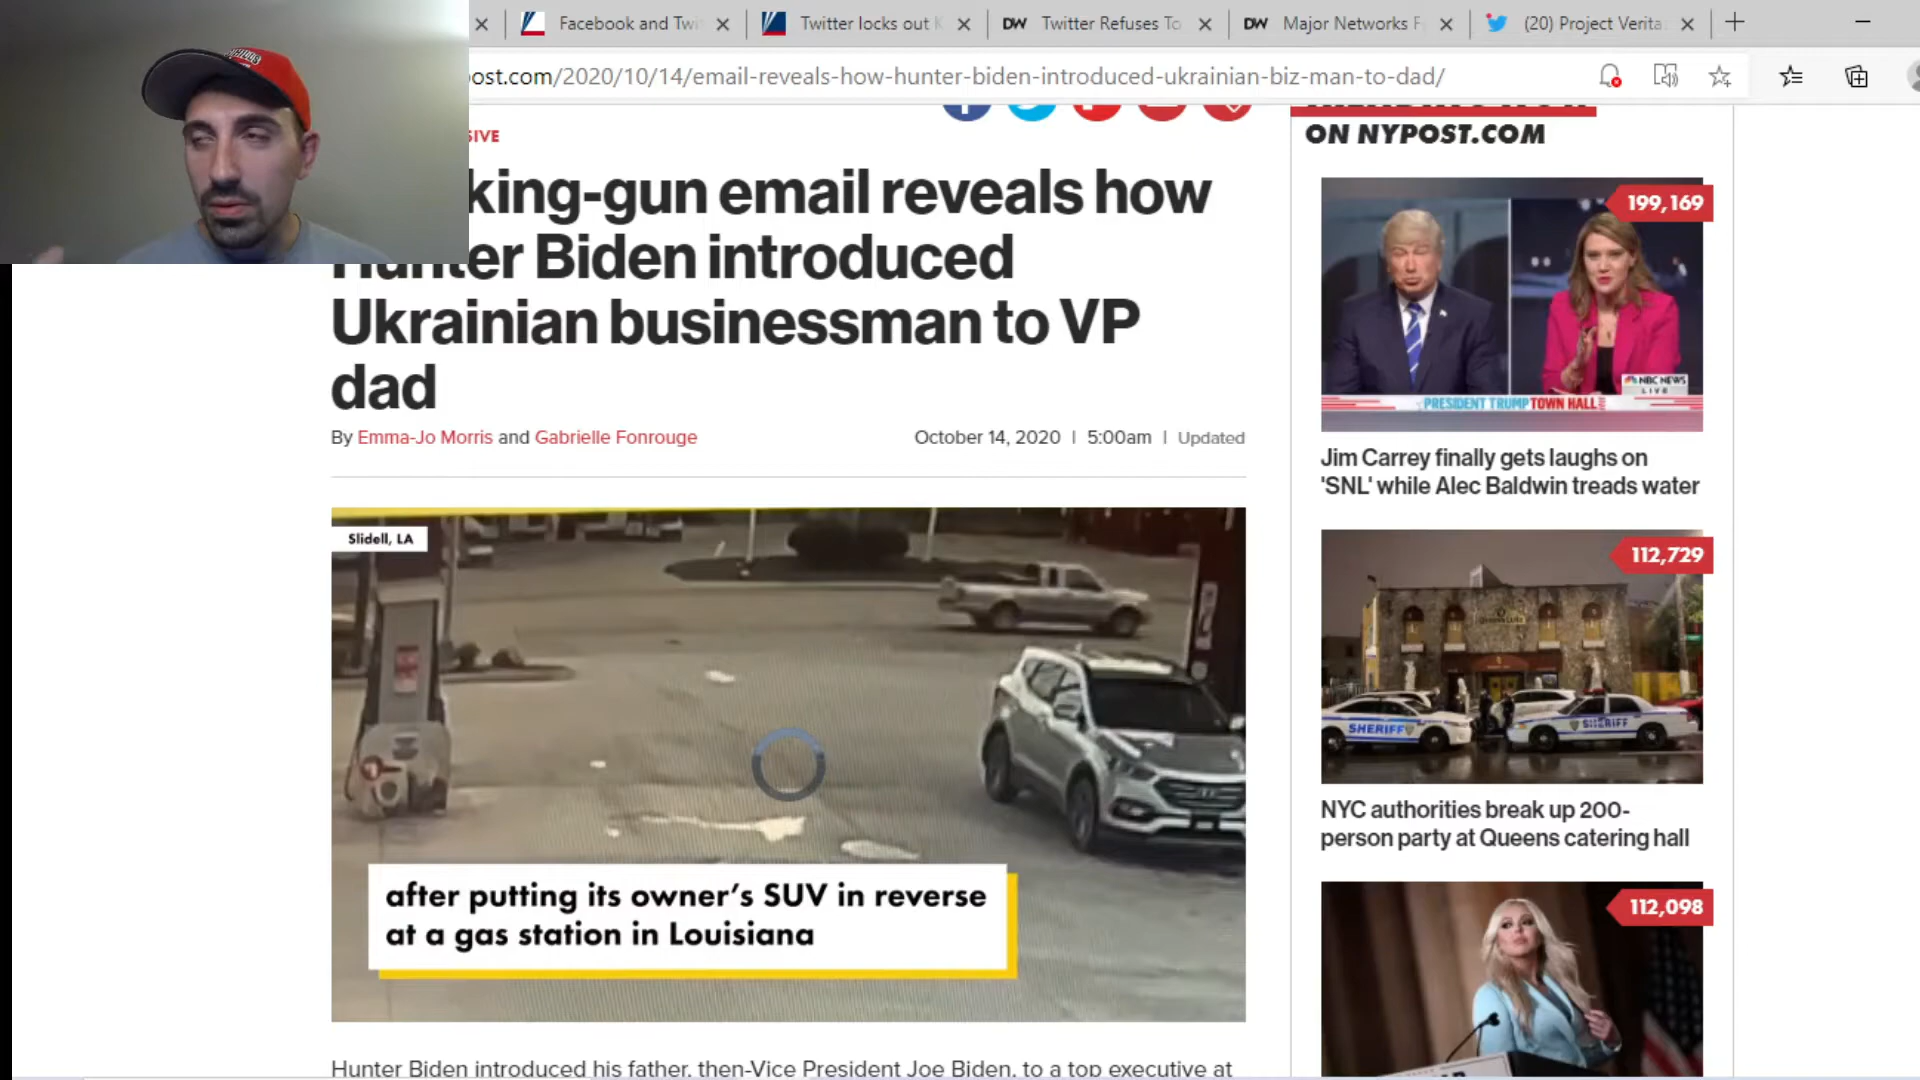 Facebook and Twi
Twitter locks out K
DW Twitter Refuses To
DW Major Networks F
(20) Project Verita
ost.com/2020/10/14/email-reveals-how-hunter-biden-introduced-ukrainian-biz-man-to-dad/
SIVE
king-gun email reveals how
Hunter Biden introduced
Ukrainian businessman to VP
dad
By Emma-Jo Morris and Gabrielle Fonrouge
October 14, 2020 | 5:00am | Updated
Slidell, LA
after putting its owner's SUV in reverse
at a gas station in Louisiana
Hunter Biden introduced his father, then-Vice President Joe Biden, to a top executive at
ON NYPOST.COM
199,169
NBC NEWS
LIVE
PRESIDENT TRUMP TOWN HALL
Jim Carrey finally gets laughs on
'SNL' while Alec Baldwin treads water
112,729
SHERIFF
SHERIFF
NYC authorities break up 200-
person party at Queens catering hall
112,098